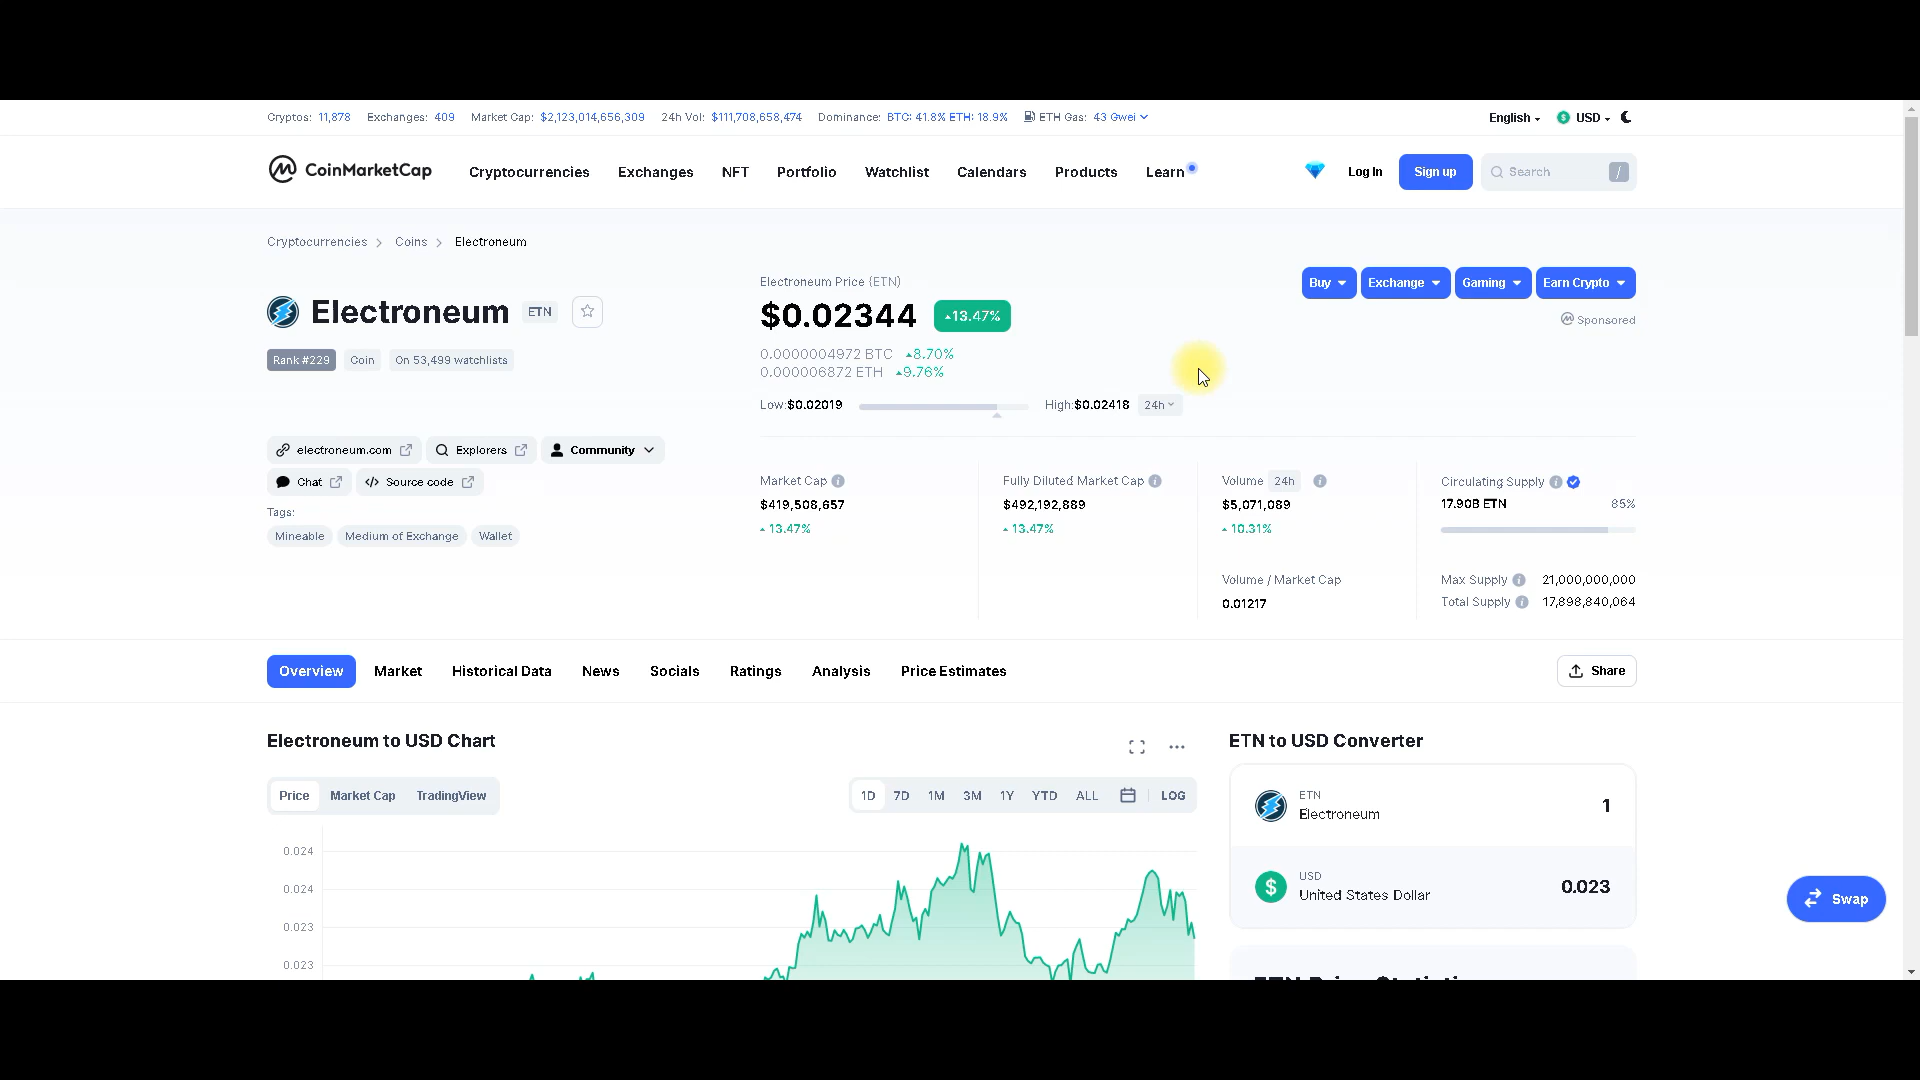 Cryptos: 11,878 Exchanges: 409 Market Cap: $2,123,014,656,309 24h Vol: $111,708,658,474 Dominance: BTC: 41.8% ETH: 18.9% ETH Gas: 43 Gwei English USD
CoinMarketCap Cryptocurrencies Exchanges NFT Portfolio Watchlist Calendars Products Learn Log In Sign up Search /
Cryptocurrencies Coins Electroneum
Electroneum Price (ETN) Buy Exchange Gaming Earn Crypto
Electroneum ETN $0.02344 13.47% Sponsored
Rank #229 Coin On 53,499 watchlists 0.0000004972 BTC 8.70%
0.000006872 ETH 9.76%
Low:$0.02019 High:$0.02418 24h
electroneum.com Explorers Community
Chat Source code Market Cap Fully Diluted Market Cap Volume 24h Circulating Supply
Tags: $419,508,657 $492,192,889 $5,071,089 17.90B ETN 85%
Mineable Medium of Exchange Wallet 13.47% 13.47% 10.31%
Volume / Market Cap Max Supply 21,000,000,000
0.01217 Total Supply 17,898,840,064
Overview Market Historical Data News Socials Ratings Analysis Price Estimates Share
Electroneum to USD Chart ETN to USD Converter
Price Market Cap TradingView 1D 7D 1M 3M 1Y YTD ALL LOG
ETN
Electroneum 1
0.024
0.024
0.023
0.023
USD
United States Dollar 0.023
Swap